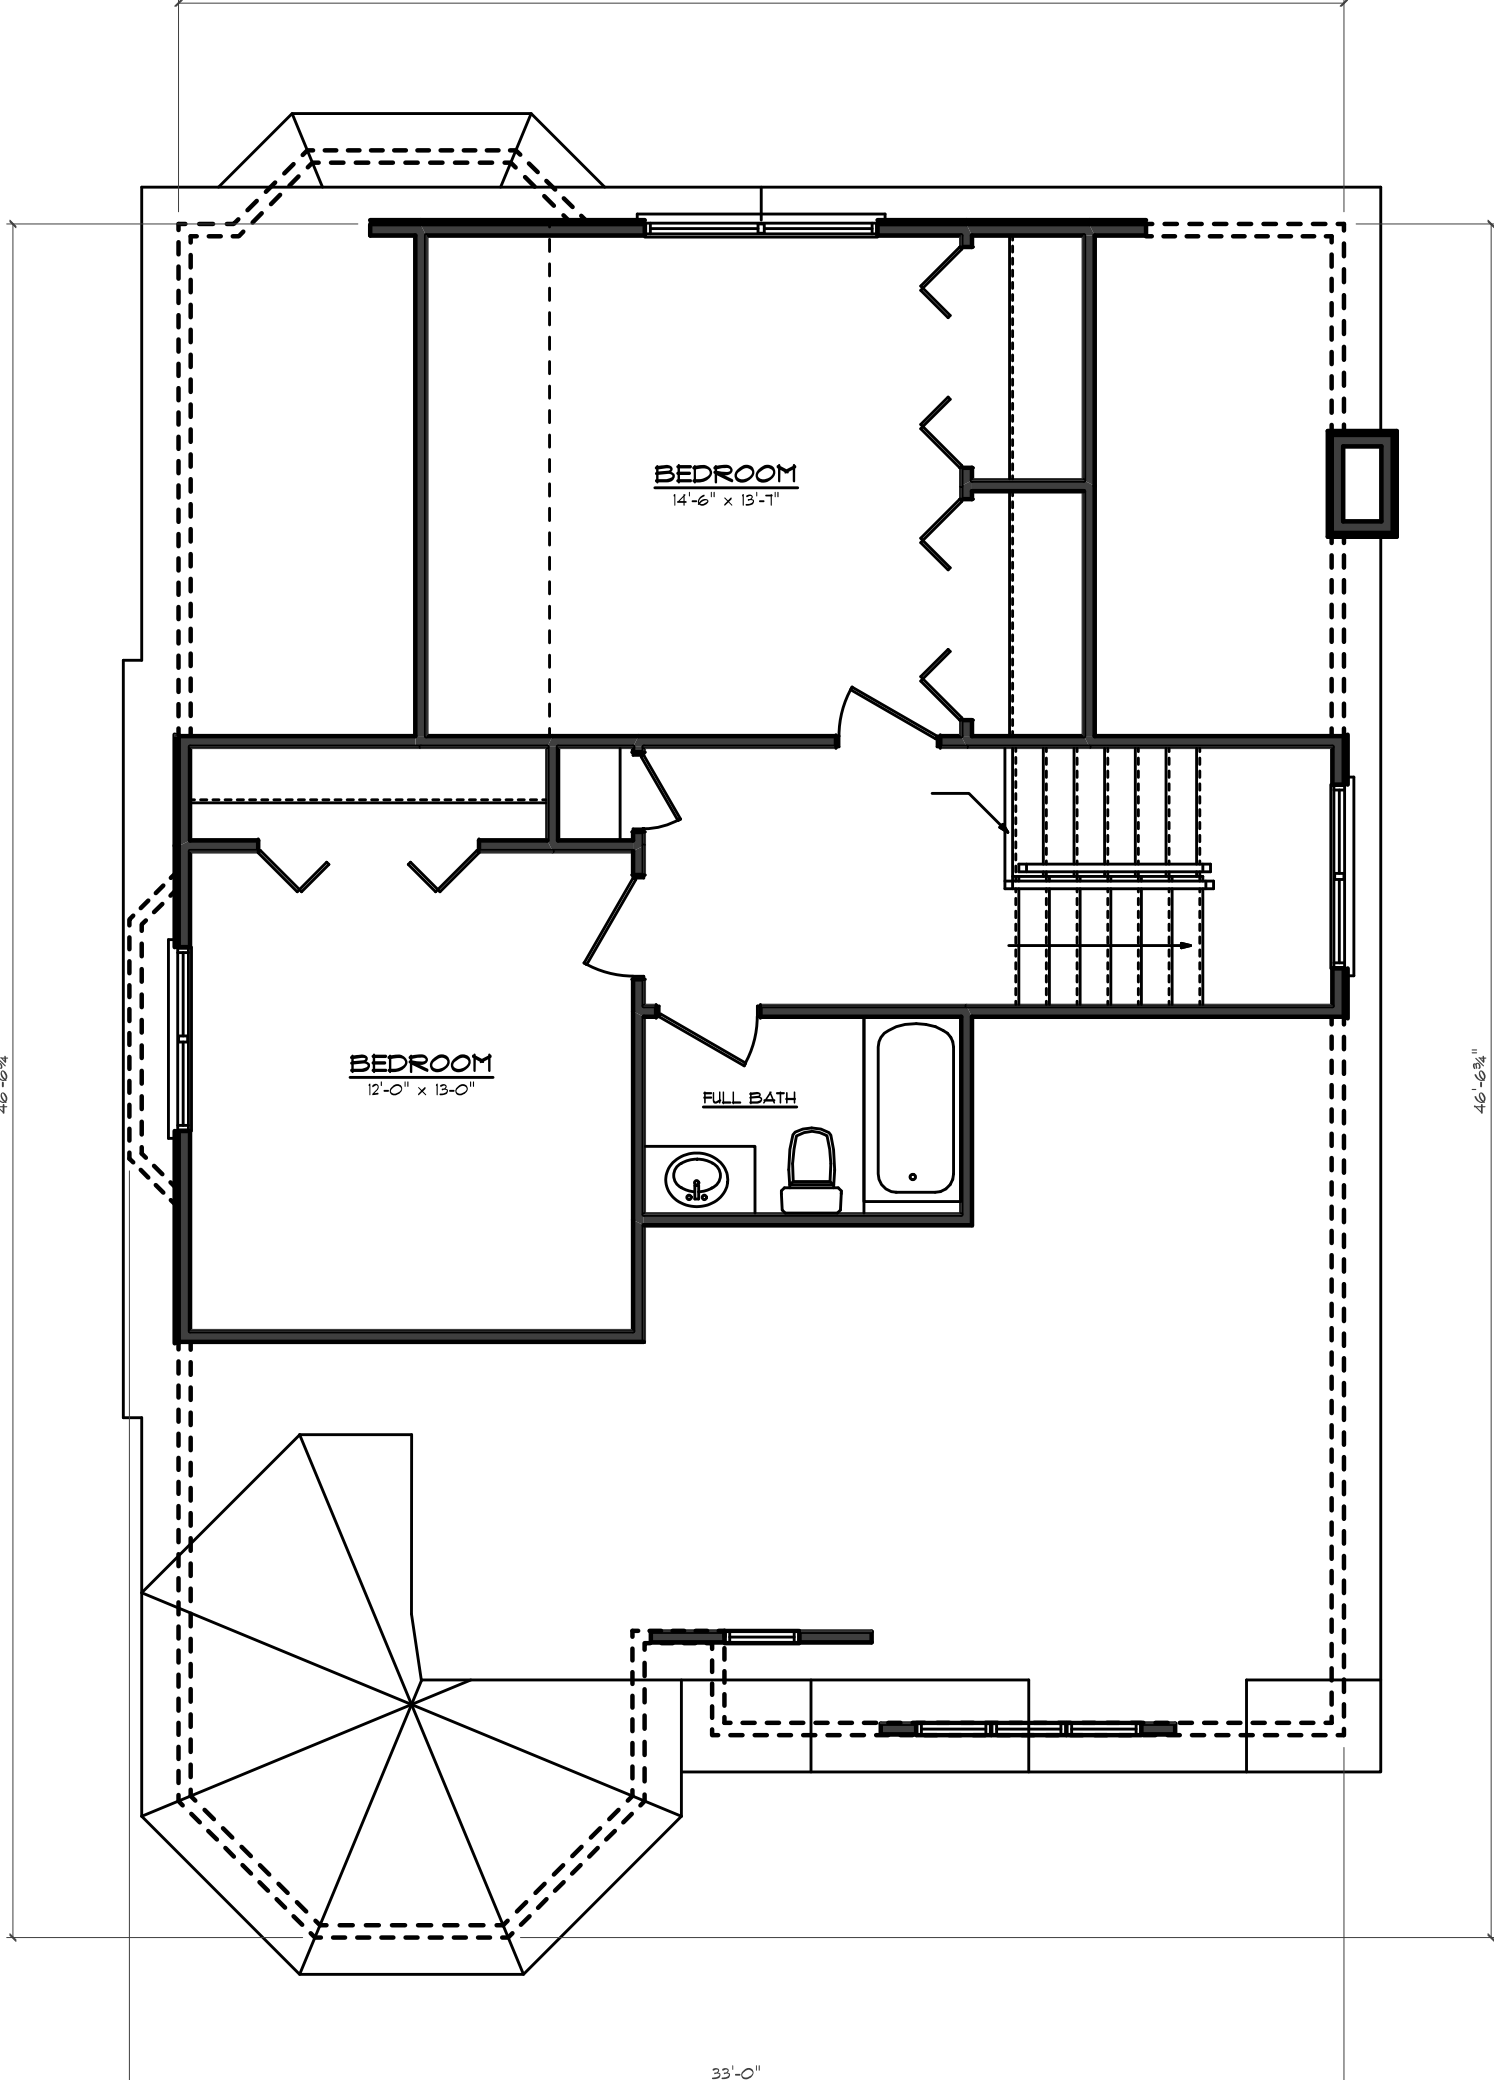 BEDROOM
14'-6" x 13'-7"
BEDROOM
12'-0" x 13'-0"
FULL BATH
46'-6¾"
46'-6¾"
33'-0"